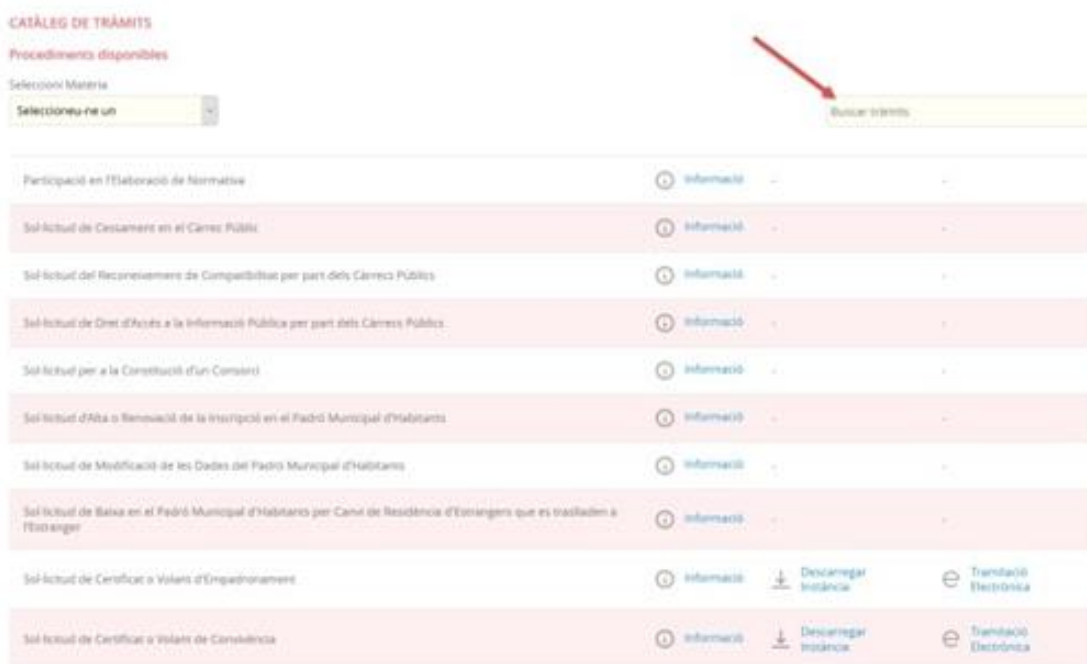 CATÀLEG DE TRÀMITS
Procediments disponibles
Seleccioni Matèria
Seleccioneu-ne un
Buscar tràmits
Participació en l'Elaboració de Normativa
Informació - -
Sol·licitud de Cessament en el Càrrec Públic
Informació - -
Sol·licitud del Reconeixement de Compatibilitat per part dels Càrrecs Públics
Informació - -
Sol·licitud de Dret d'Accés a la Informació Pública per part dels Càrrecs Públics
Informació - -
Sol·licitud per a la Constitució d'un Consorci
Informació - -
Sol·licitud d'Alta o Renovació de la Inscripció en el Padró Municipal d'Habitants
Informació - -
Sol·licitud de Modificació de les Dades del Padró Municipal d'Habitants
Informació - -
Sol·licitud de Baixa en el Padró Municipal d'Habitants per Canvi de Residència d'Estrangers que es traslladen a
l'Estranger
Informació - -
Sol·licitud de Certificat o Volant d'Empadronament
Informació
Descarregar
Instància
Tramitació
Electrònica
Sol·licitud de Certificat o Volant de Convivència
Informació
Descarregar
Instància
Tramitació
Electrònica